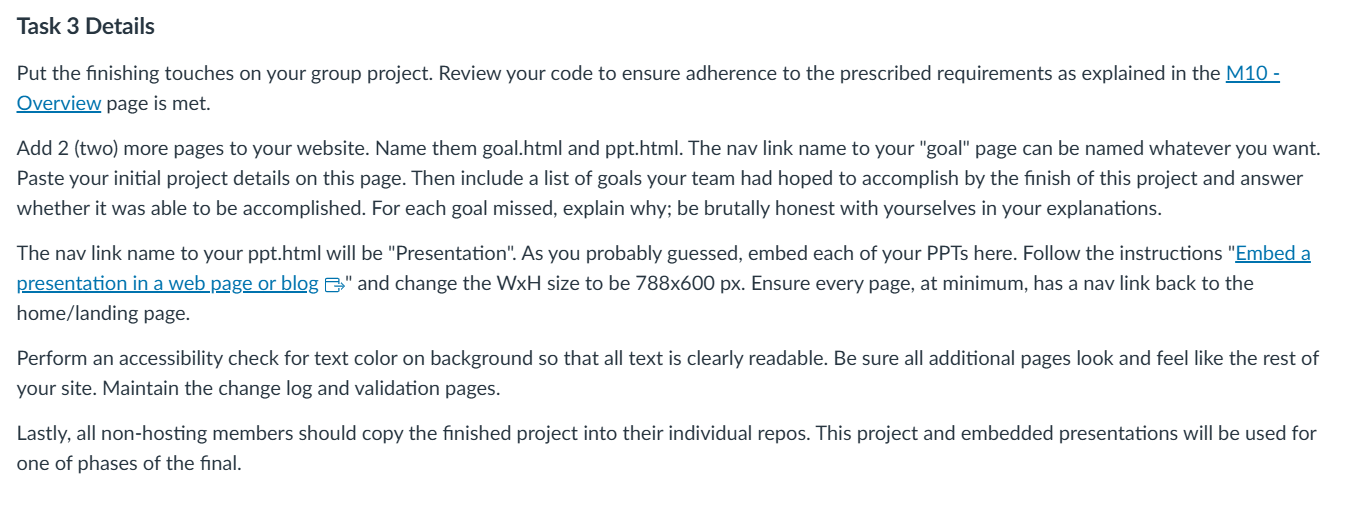 Task 3 Details
Put the finishing touches on your group project. Review your code to ensure adherence to the prescribed requirements as explained in the M10 -
Overview page is met.
Add 2 (two) more pages to your website. Name them goal.html and ppt.html. The nav link name to your "goal" page can be named whatever you want.
Paste your initial project details on this page. Then include a list of goals your team had hoped to accomplish by the finish of this project and answer
whether it was able to be accomplished. For each goal missed, explain why; be brutally honest with yourselves in your explanations.
The nav link name to your ppt.html will be "Presentation". As you probably guessed, embed each of your PPTs here. Follow the instructions "Embed a
presentation in a web page or blog" and change the WxH size to be 788x600 px. Ensure every page, at minimum, has a nav link back to the
home/landing page.
Perform an accessibility check for text color on background so that all text is clearly readable. Be sure all additional pages look and feel like the rest of
your site. Maintain the change log and validation pages.
Lastly, all non-hosting members should copy the finished project into their individual repos. This project and embedded presentations will be used for
one of phases of the final.